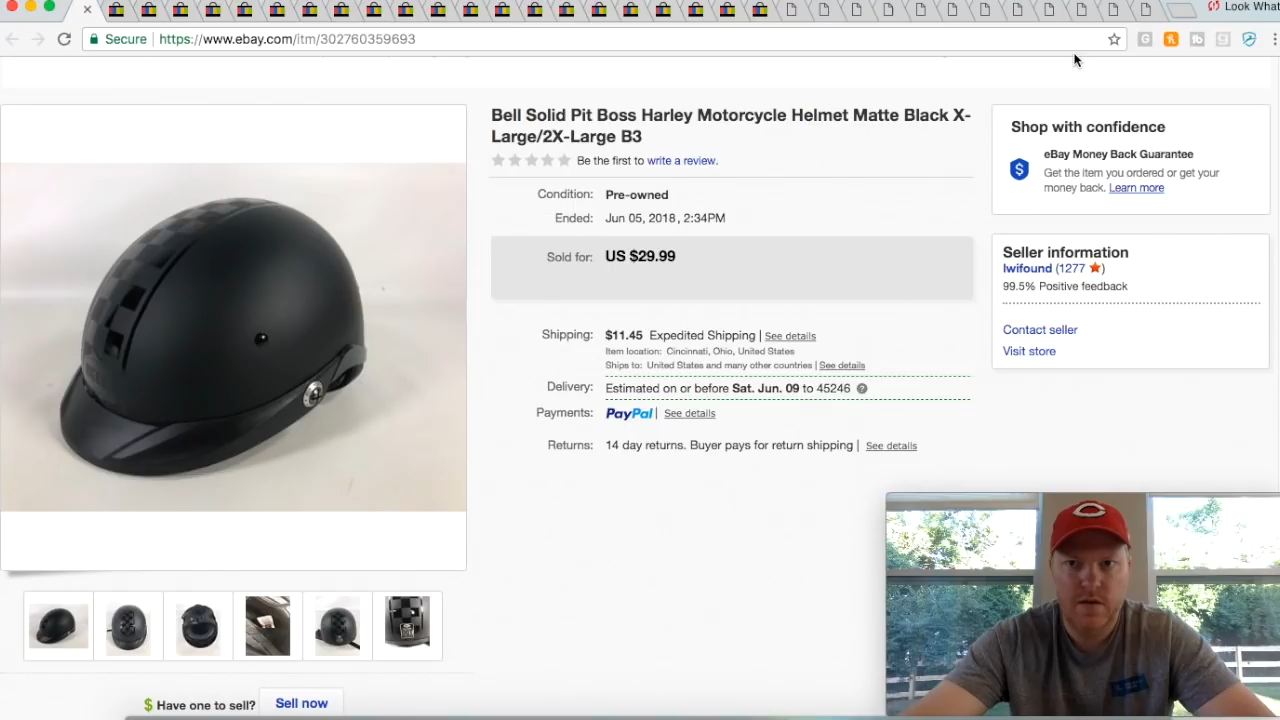 Look What
Secure
https://www.ebay.com/itm/302760359693
Bell Solid Pit Boss Harley Motorcycle Helmet Matte Black X-
Large/2X-Large B3
Be the first to write a review.
Condition: Pre-owned
Ended: Jun 05, 2018 , 2:34PM
Sold for: US $29.99
Shipping: $11.45 Expedited Shipping | See details
Item location: Cincinnati, Ohio, United States
Ships to: United States and many other countries | See details
Delivery: Estimated on or before Sat. Jun. 09 to 45246
Payments: PayPal | See details
Returns: 14 day returns. Buyer pays for return shipping | See details
Shop with confidence
eBay Money Back Guarantee
Get the item you ordered or get your
money back. Learn more
Seller information
lwifound (1277 )
99.5% Positive feedback
Contact seller
Visit store
$ Have one to sell? Sell now